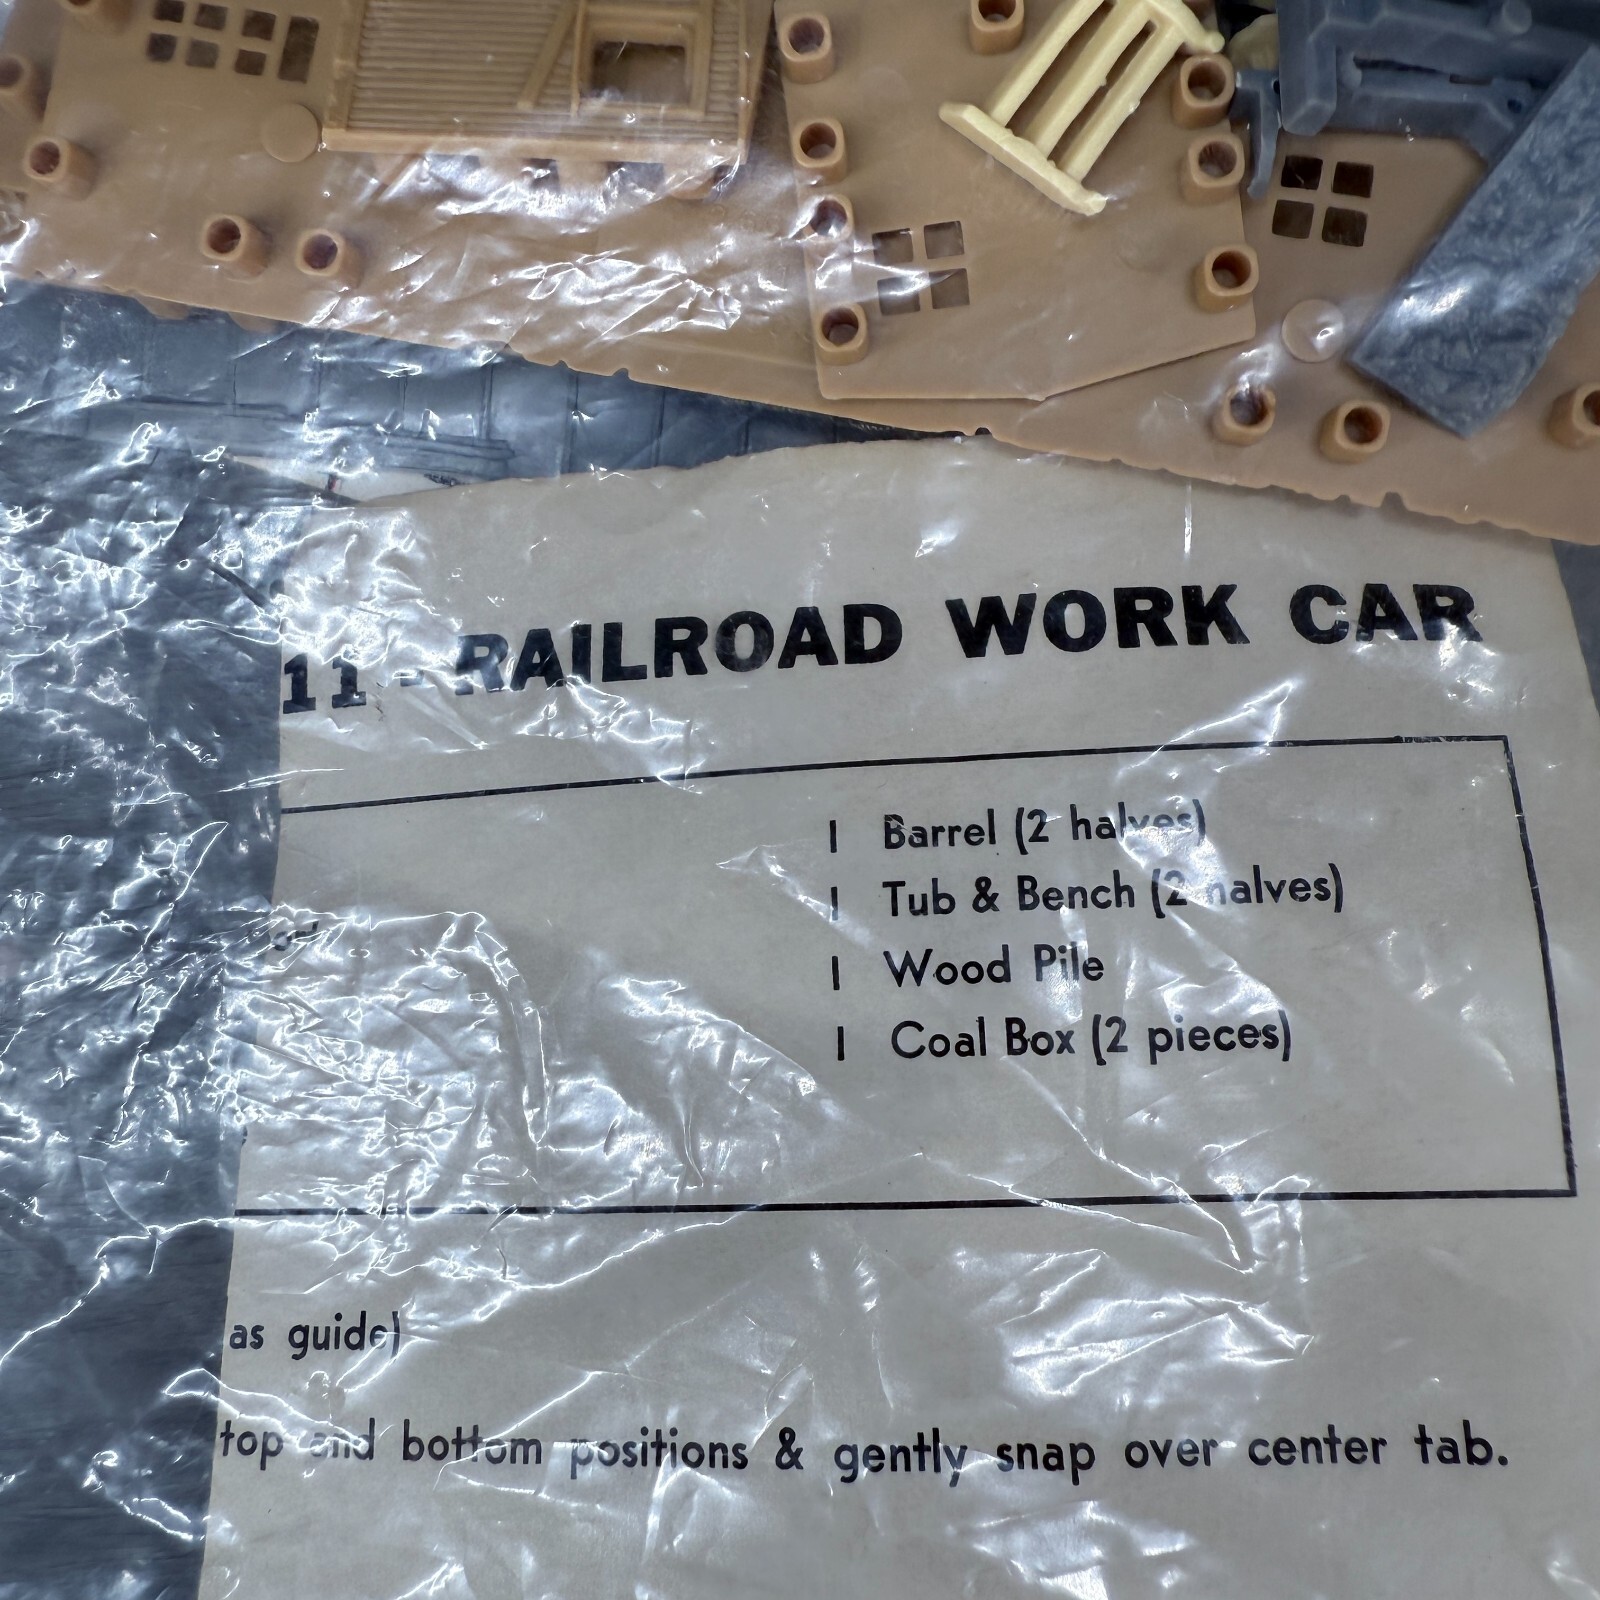 11 - RAILROAD WORK CAR
1 Barrel (2 halves)
1 Tub & Bench (2 halves)
1 Wood Pile
1 Coal Box (2 pieces)
as guide)
top and bottom positions & gently snap over center tab.